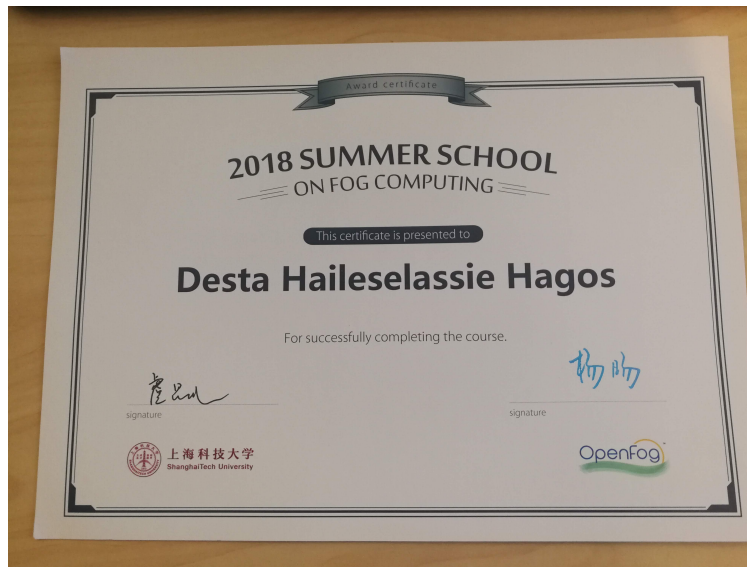 Award certificate
2018 SUMMER SCHOOL
ON FOG COMPUTING
This certificate is presented to
Desta Haileselassie Hagos
For successfully completing the course.
杨旸
signature
signature
上海科技大学
ShanghaiTech University
OpenFog